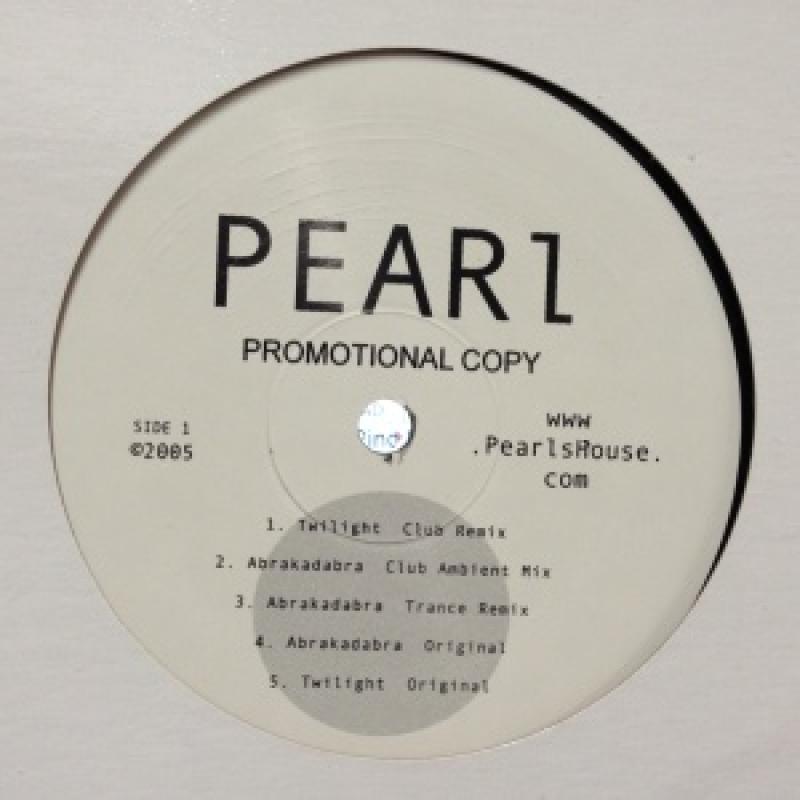 PEARl
PROMOTIONAL COPY
SIDE 1
©2005
www
.PearlsHouse.
com
1. Twilight Club Remix
2. Abrakadabra Club Ambient Mix
3. Abrakadabra Trance Remix
4. Abrakadabra Original
5. Twilight Original